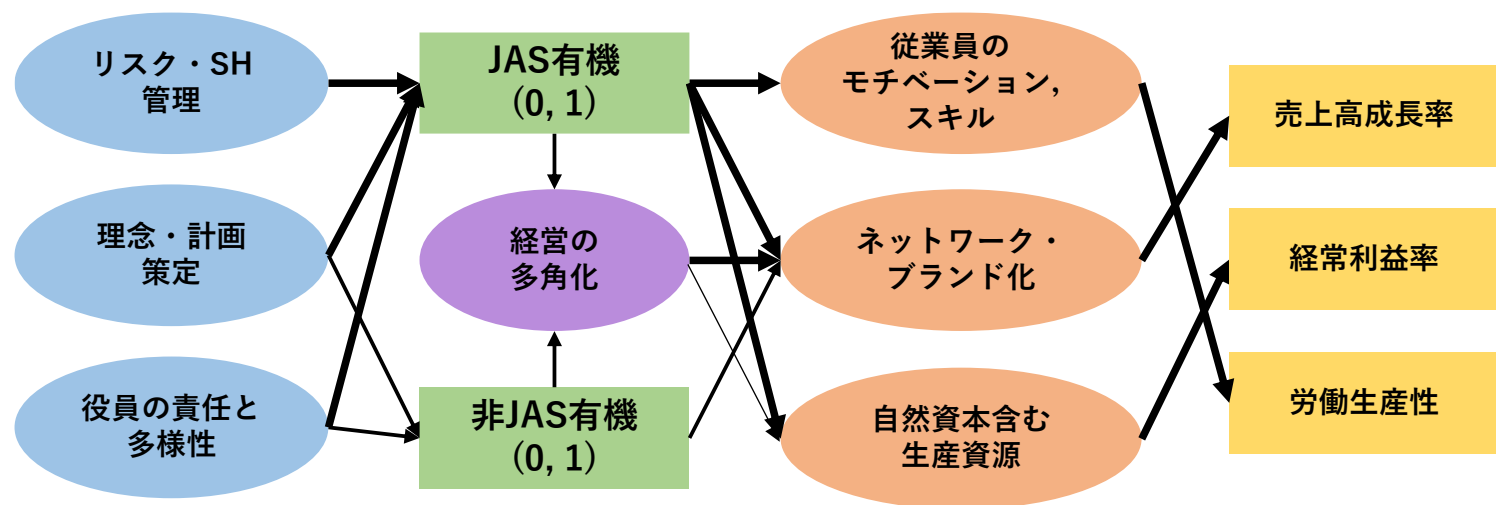 リスク・SH
管理
理念・計画
策定
役員の責任と
多様性
JAS有機
(0, 1)
経営の
多角化
非JAS有機
(0, 1)
従業員の
モチベーション,
スキル
ネットワーク・
ブランド化
自然資本含む
生産資源
売上高成長率
経常利益率
労働生産性